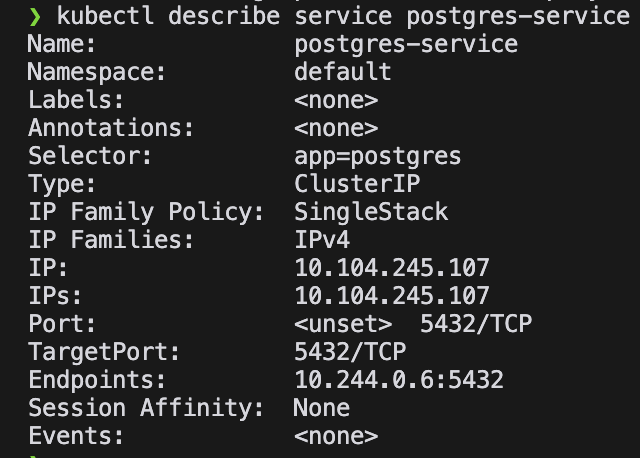 ❯ kubectl describe service postgres-service
Name:              postgres-service
Namespace:         default
Labels:            <none>
Annotations:       <none>
Selector:          app=postgres
Type:              ClusterIP
IP Family Policy:  SingleStack
IP Families:       IPv4
IP:                10.104.245.107
IPs:               10.104.245.107
Port:              <unset>  5432/TCP
TargetPort:        5432/TCP
Endpoints:         10.244.0.6:5432
Session Affinity:  None
Events:            <none>